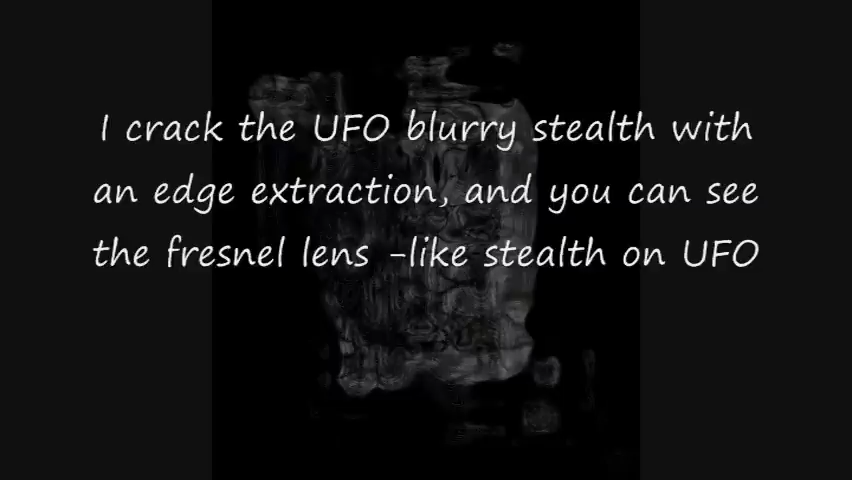 I crack the UFO blurry stealth with
an edge extraction, and you can see
the fresnel lens -like stealth on UFO